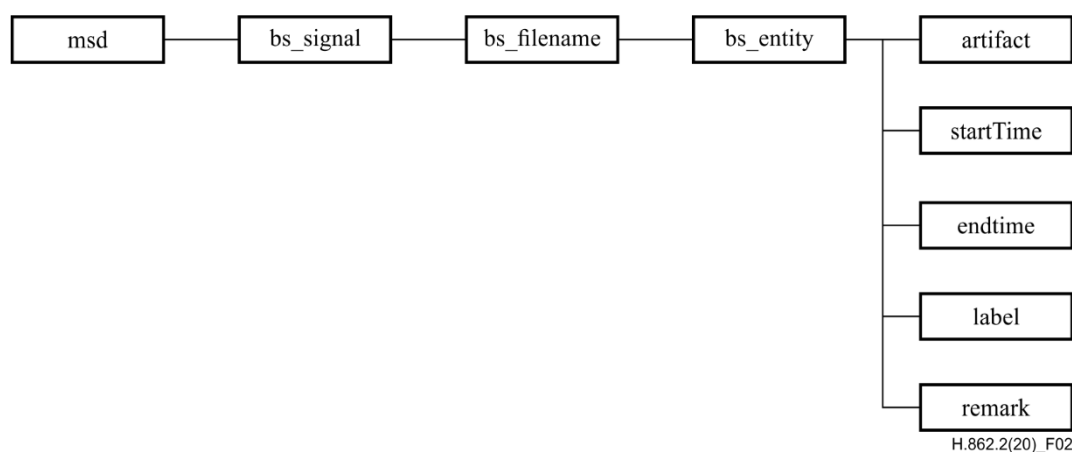 msd bs_signal bs_filename bs_entity artifact
startTime
endtime
label
remark
H.862.2(20)_F02